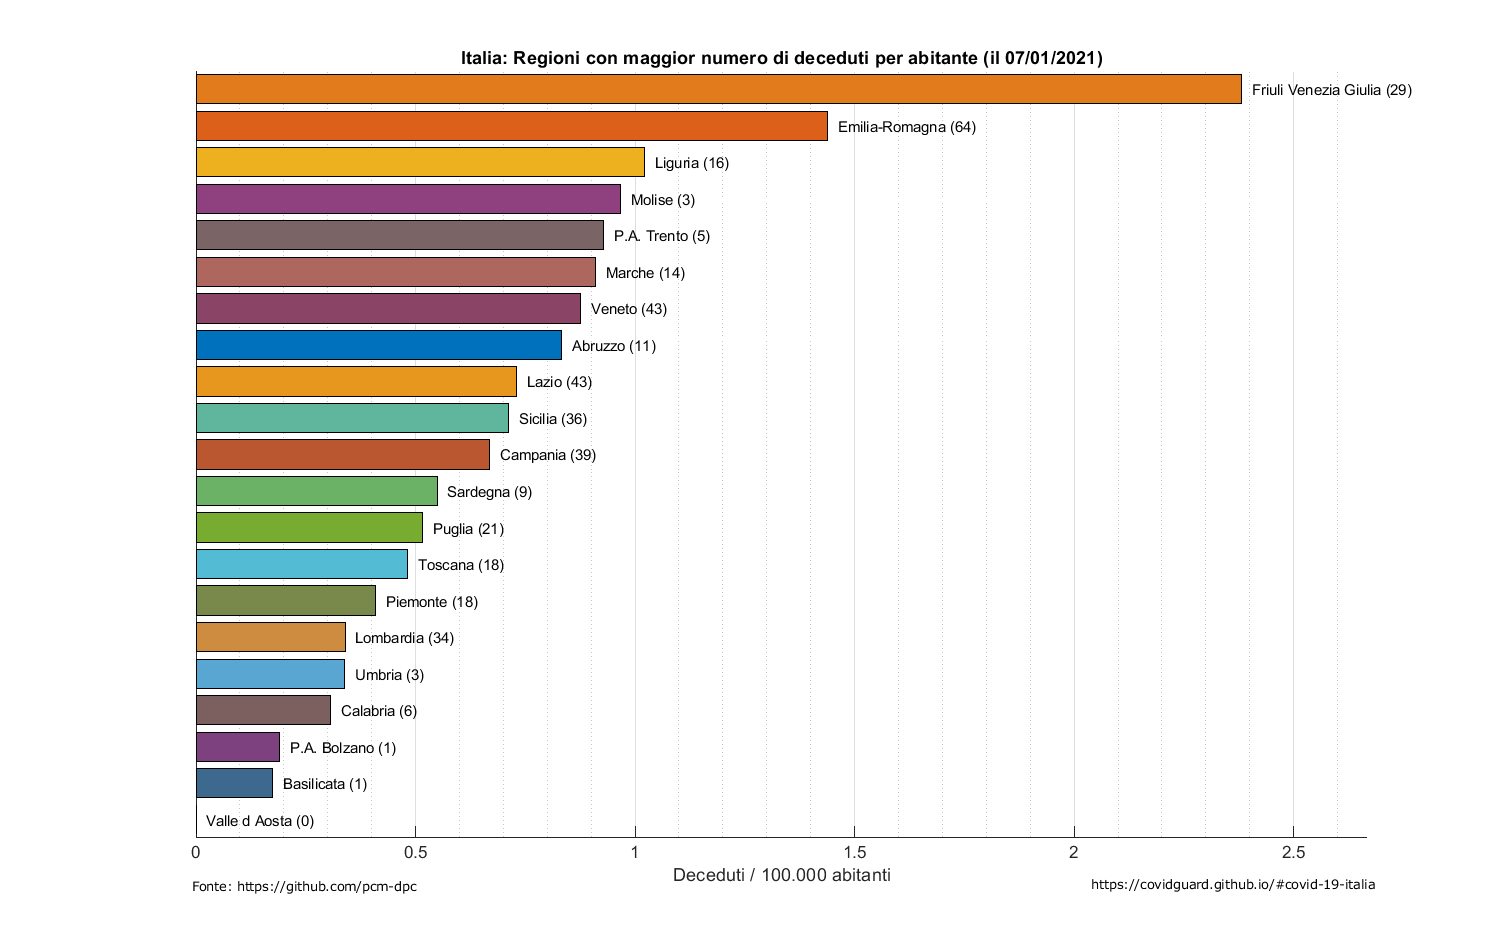 Italia: Regioni con maggior numero di deceduti per abitante (il 07/01/2021)
Friuli Venezia Giulia (29)
Emilia-Romagna (64)
Liguria (16)
Molise (3)
P.A. Trento (5)
Marche (14)
Veneto (43)
Abruzzo (11)
Lazio (43)
Sicilia (36)
Campania (39)
Sardegna (9)
Puglia (21)
Toscana (18)
Piemonte (18)
Lombardia (34)
Umbria (3)
Calabria (6)
P.A. Bolzano (1)
Basilicata (1)
Valle d Aosta (0)
0 0.5 1 1.5 2 2.5
Deceduti / 100.000 abitanti
Fonte: https://github.com/pcm-dpc
https://covidguard.github.io/#covid-19-italia